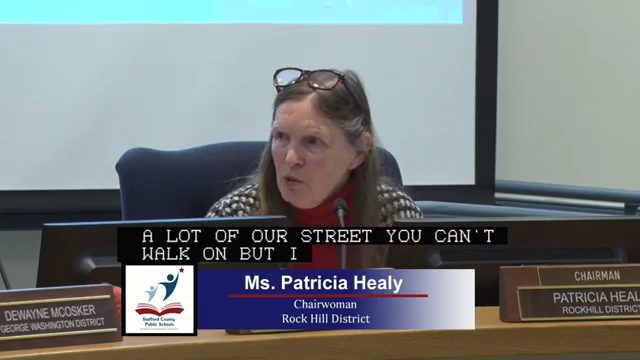 A LOT OF OUR STREET YOU CAN'T
WALK ON BUT I
Ms. Patricia Healy
Chairwoman
Rock Hill District
Stafford County
Public Schools
DEWAYNE MCOSKER
GEORGE WASHINGTON DISTRICT
CHAIRMAN
PATRICIA HEAL
ROCKHILL DISTRICT